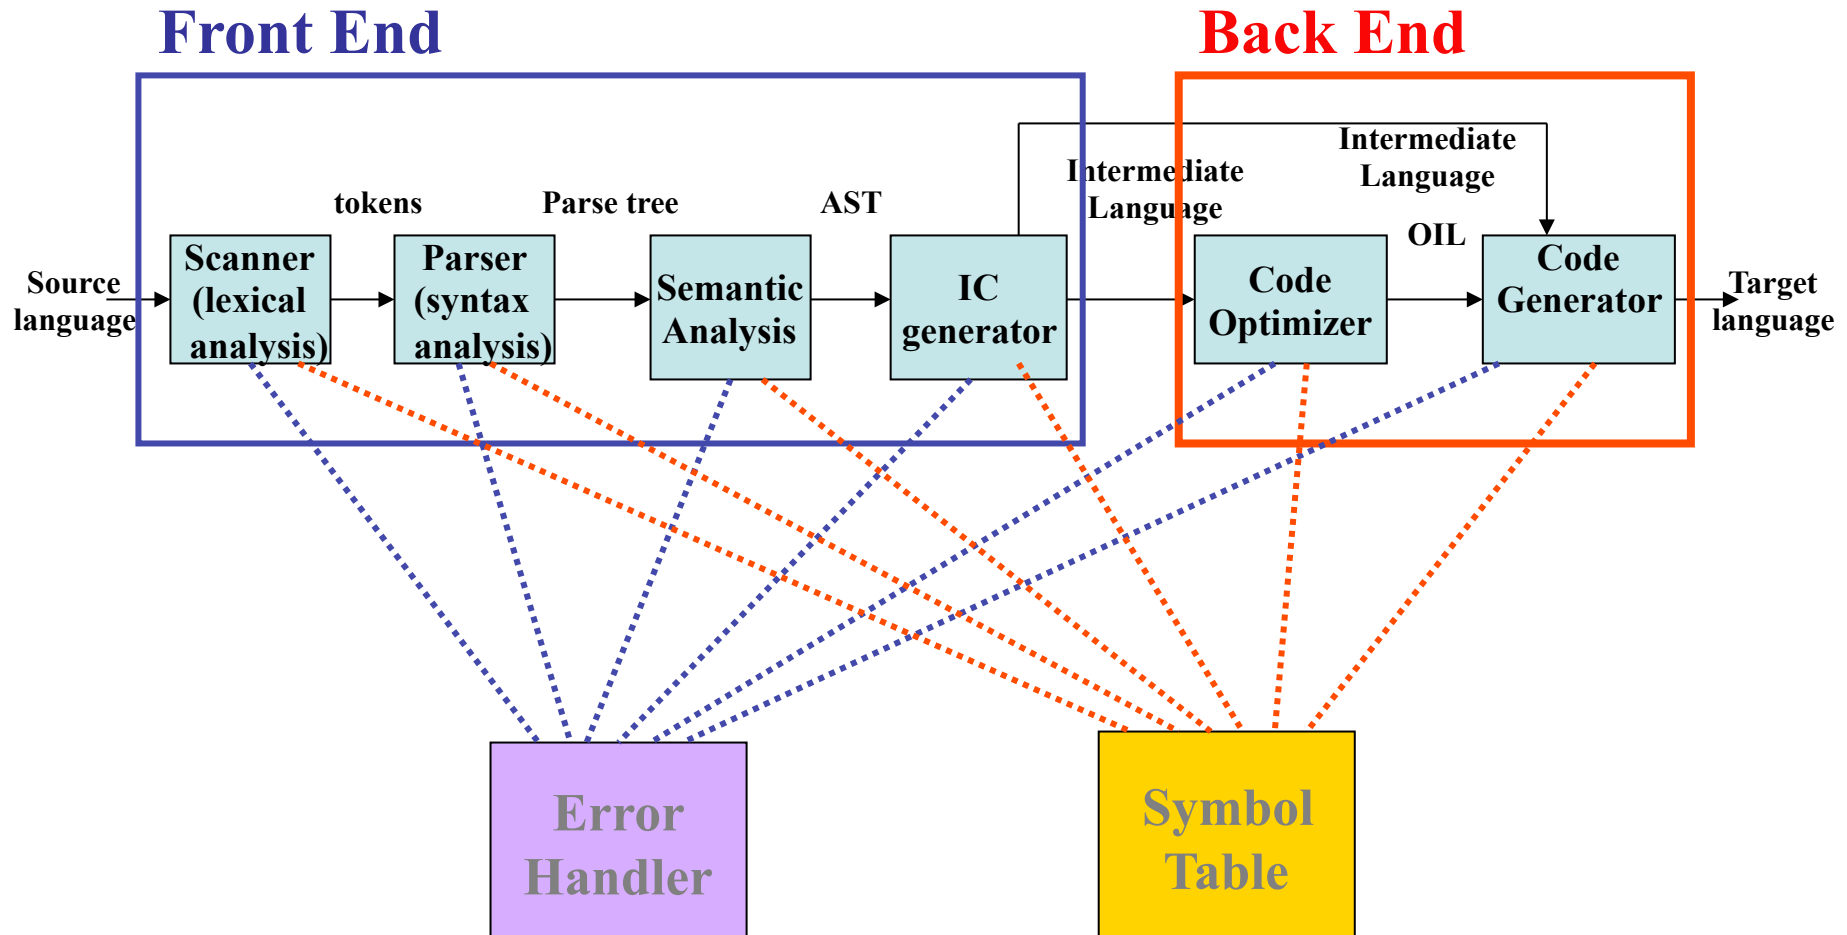 Front End
Back End
Intermediate
Language
Intermediate
Language
tokens
Parse tree
AST
OIL
Source
language
Scanner
(lexical
analysis)
Parser
(syntax
analysis)
Semantic
Analysis
IC
generator
Code
Optimizer
Code
Generator
Target
language
Error
Handler
Symbol
Table